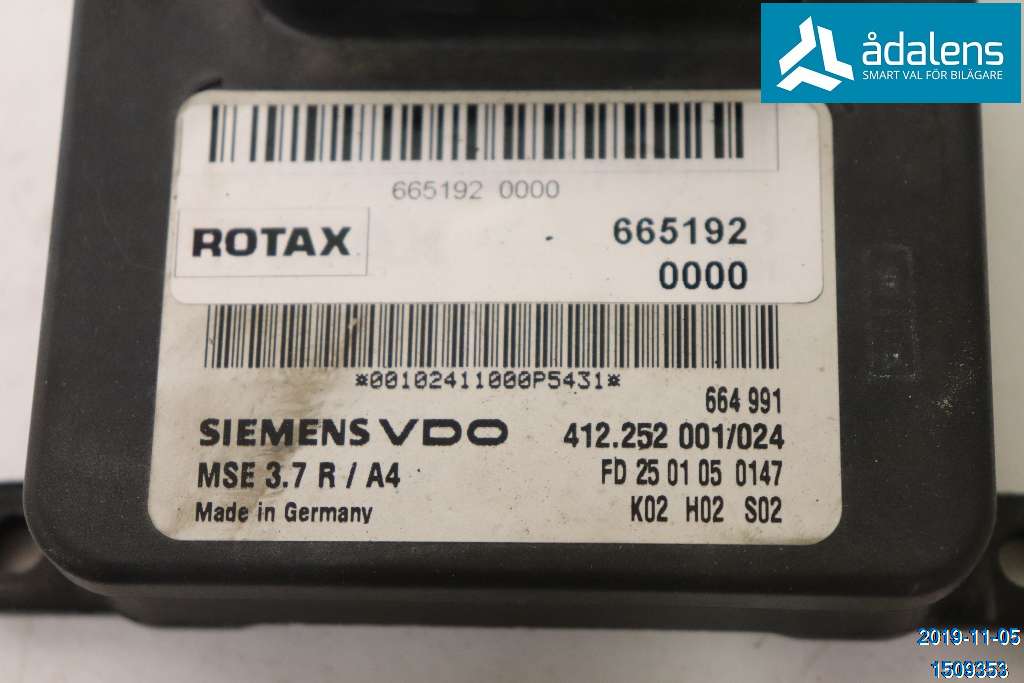 ådalens
SMART VAL FÖR BILÄGARE
665192 0000
ROTAX
665192
0000
*00102411000P5431*
664 991
SIEMENS VDO
412.252 001/024
MSE 3.7 R / A4
FD 25 01 05 0147
Made in Germany
K02 H02 S02
2019-11-05
1509353